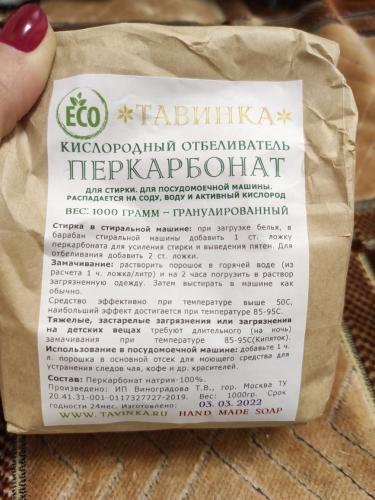 ECO
ТАВИНКА
КИСЛОРОДНЫЙ ОТБЕЛИВАТЕЛЬ
ПЕРКАРБОНАТ
ДЛЯ СТИРКИ. ДЛЯ ПОСУДОМОЕЧНОЙ МАШИНЫ.
РАСПАДАЕТСЯ НА СОДУ, ВОДУ И АКТИВНЫЙ КИСЛОРОД
ВЕС: 1000 ГРАММ – ГРАНУЛИРОВАННЫЙ
Стирка в стиральной машине: при загрузке белья, в
барабан стиральной машины добавить 1 ст. ложку
перкарбоната для усиления стирки и выведения пятен. Для
отбеливания добавить 2 ст. ложки.
Замачивание: растворить порошок в горячей воде (из
расчета 1 ч. ложка/литр) и на 2 часа погрузить в раствор
загрязненную одежду. Затем выстирать в машине как
обычно.
Средство эффективно при температуре выше 50С,
наибольший эффект достигается при температуре 85-95С.
Тяжелые, застарелые загрязнения или загрязнения
на детских вещах требуют длительного (на ночь)
замачивания при температуре 85-95С(Кипяток).
Использование в посудомоечной машине: добавьте 1 ч.
л. порошка в основной отсек для моющего средства для
устранения следов чая, кофе и др. красителей.
Состав: Перкарбонат натрия-100%.
Произведено: ИП Виноградова Т.В., гор. Москва ТУ
20.41.31-001-0117327227-2019. Вес: 1000гр. Срок
годности 24мес. Изготовлено: 03. 03. 2022
WWW.TAVINKA.RU HAND MADE SOAP